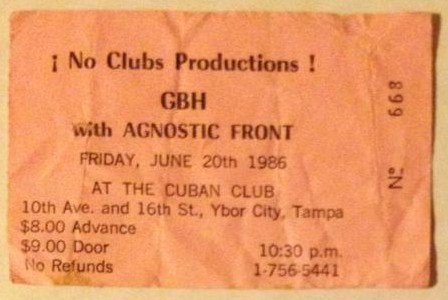 ¡ No Clubs Productions !
GBH
with AGNOSTIC FRONT
FRIDAY, JUNE 20th 1986
AT THE CUBAN CLUB
10th Ave. and 16th St., Ybor City, Tampa
$8.00 Advance
$9.00 Door 10:30 p.m.
No Refunds 1-756-5441
Nº 668